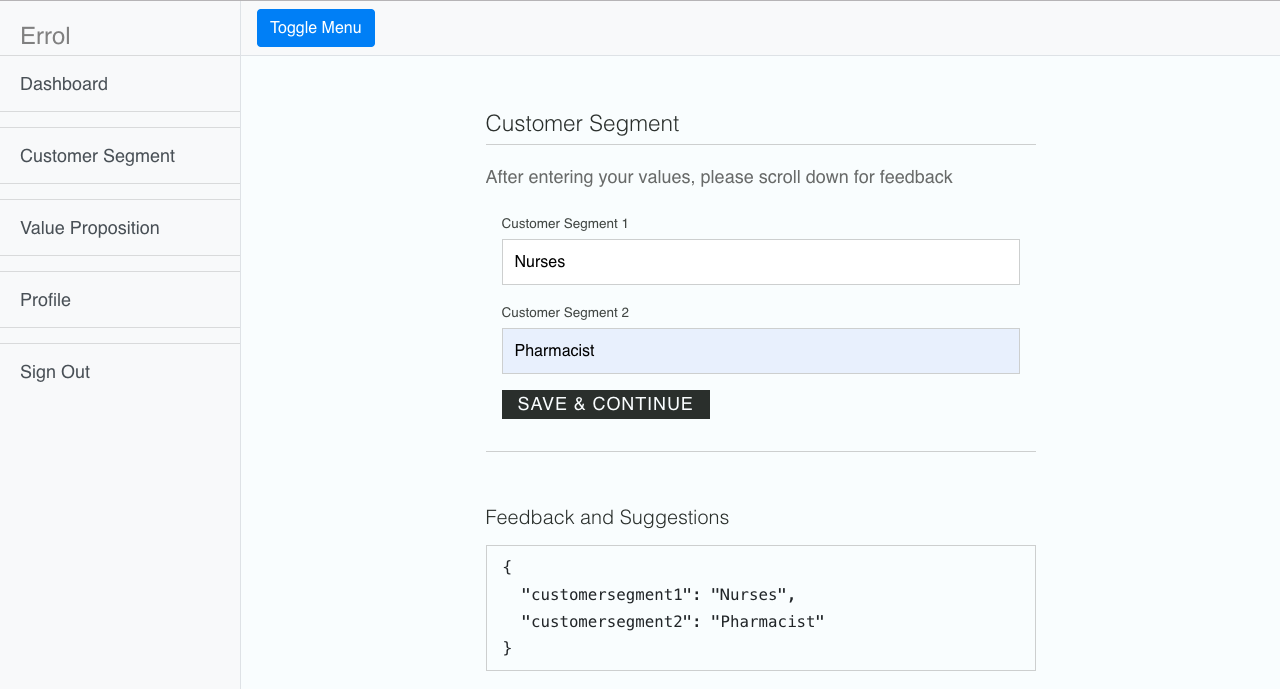 Errol
Toggle Menu
Dashboard
Customer Segment
Value Proposition
Profile
Sign Out
Customer Segment
After entering your values, please scroll down for feedback
Customer Segment 1
Nurses
Customer Segment 2
Pharmacist
SAVE & CONTINUE
Feedback and Suggestions
{
"customersegment1": "Nurses",
"customersegment2": "Pharmacist"
}